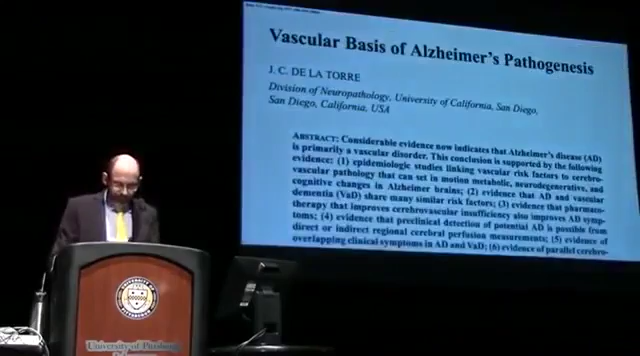 Vascular Basis of Alzheimer's Pathogenesis
J. C. DE LA TORRE
Division of Neuropathology, University of California, San Diego,
San Diego, California, USA
ABSTRACT: Considerable evidence now indicates that Alzheimer's disease (AD)
is primarily a vascular disorder. This conclusion is supported by the following
evidence: (1) epidemiologic studies linking vascular risk factors to cerebro-
vascular pathology that can set in motion metabolic, neurodegenerative, and
cognitive changes in Alzheimer brains; (2) evidence that AD and vascular
dementia (VaD) share many similar risk factors; (3) evidence that pharmaco-
therapy that improves cerebrovascular insufficiency also improves AD symp-
toms; (4) evidence that preclinical detection of potential AD is possible from
direct or indirect regional cerebral perfusion measurements; (5) evidence of
overlapping clinical symptoms in AD and VaD; (6) evidence of parallel cerebro-
University of Pittsburgh